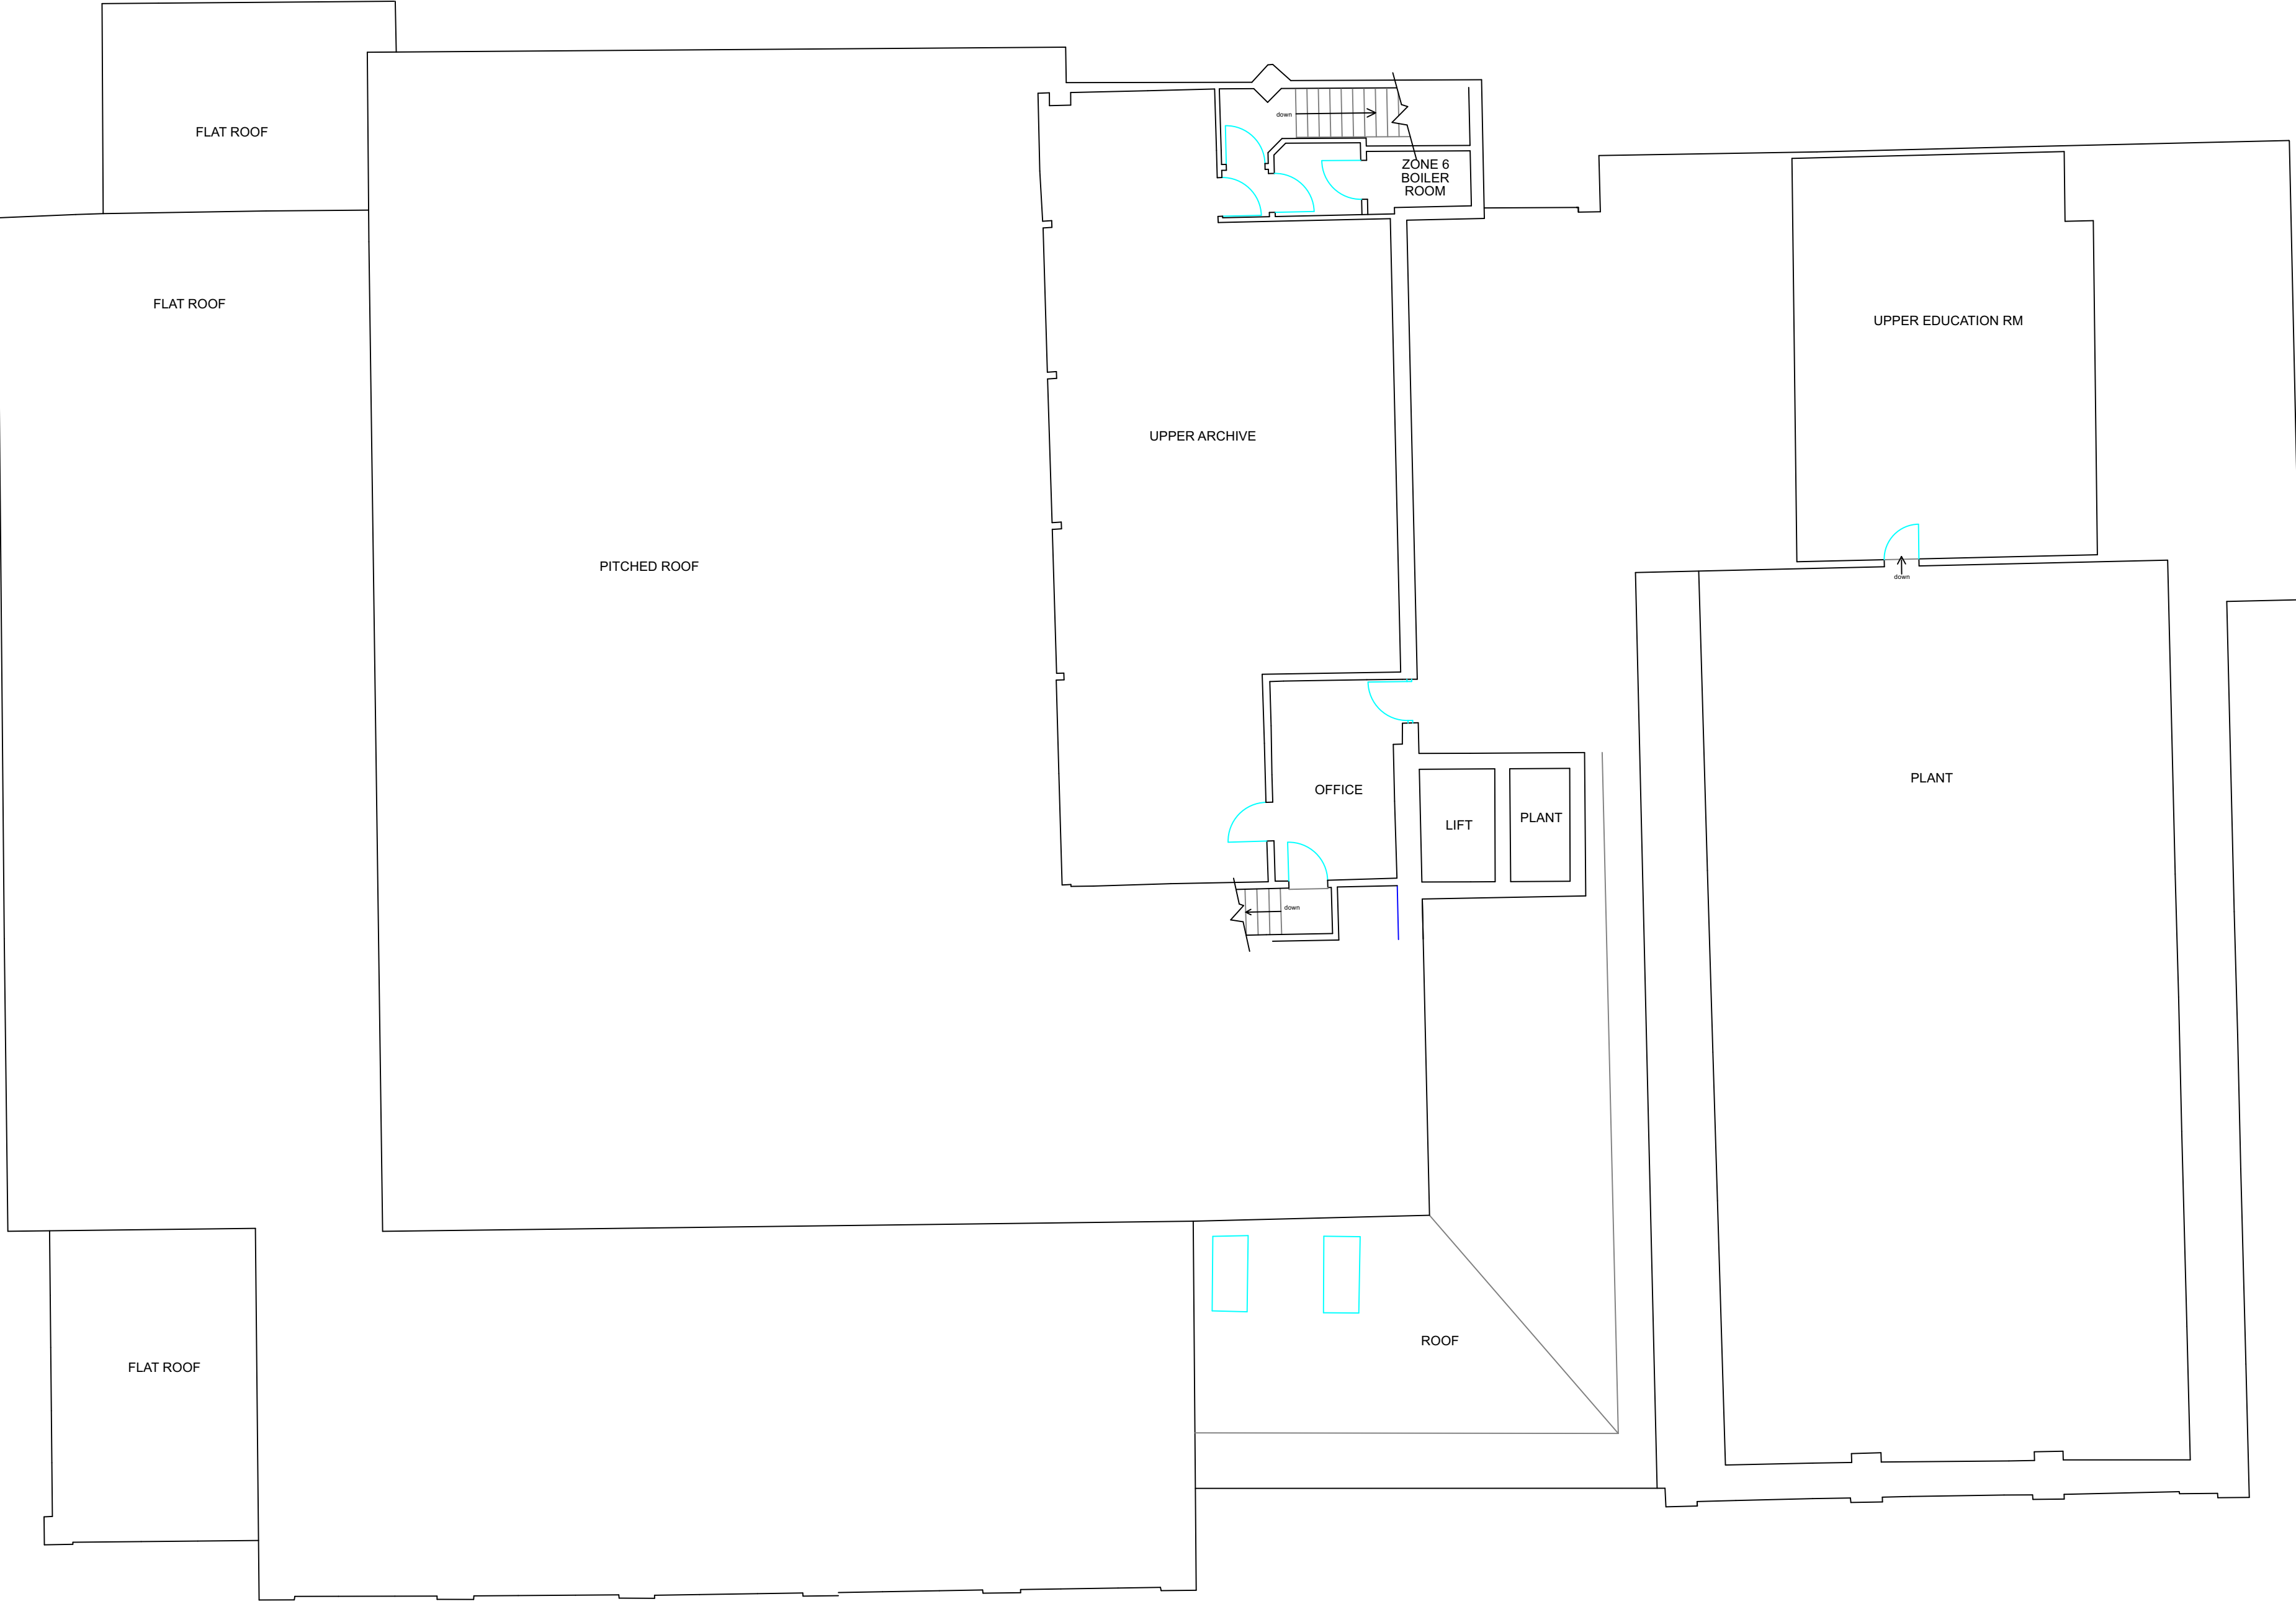 FLAT ROOF
down
ZONE 6
BOILER
ROOM
FLAT ROOF
UPPER EDUCATION RM
UPPER ARCHIVE
PITCHED ROOF
down
PLANT
OFFICE
LIFT
PLANT
down
ROOF
FLAT ROOF